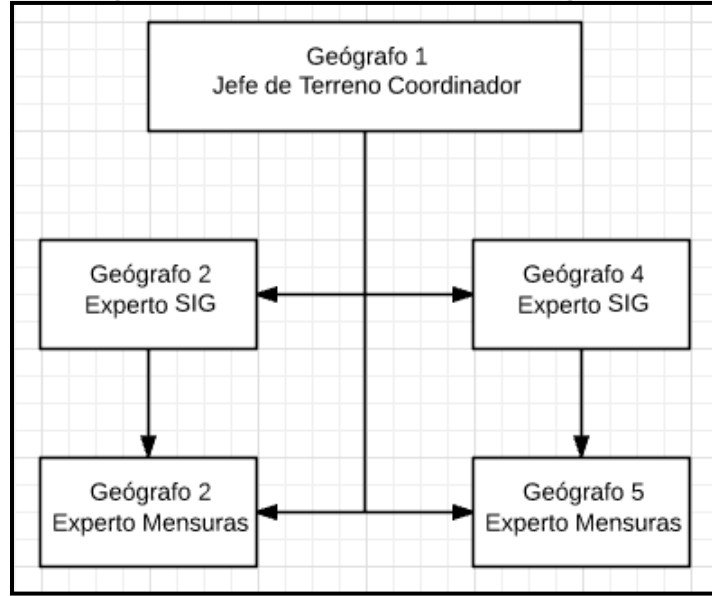 Geógrafo 1
Jefe de Terreno Coordinador
Geógrafo 2
Experto SIG
Geógrafo 4
Experto SIG
Geógrafo 2
Experto Mensuras
Geógrafo 5
Experto Mensuras